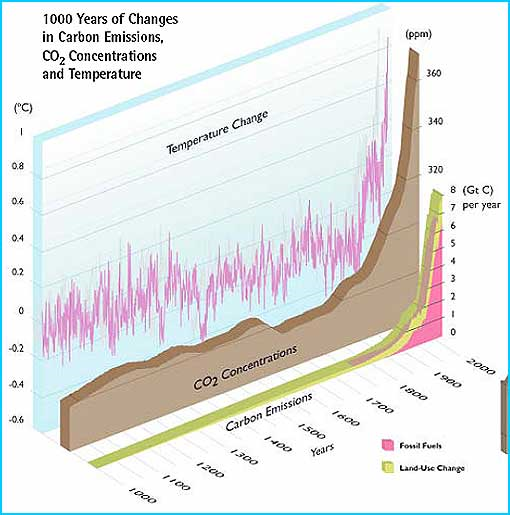 1000 Years of Changes
in Carbon Emissions,
CO2 Concentrations
and Temperature
(ppm)
(°C)
1
0.8
0.6
0.4
0.2
0
-0.2
-0.4
-0.6
Temperature Change
360
340
320
8 (Gt C)
7 per year
6
5
4
3
2
1
0
CO2 Concentrations
Carbon Emissions
1000
1100
1200
1300
1400
1500
1600
1700
1800
1900
2000
Years
Fossil Fuels
Land-Use Change